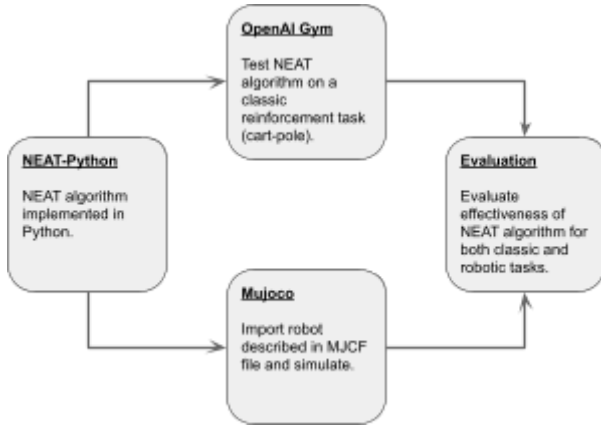 OpenAI Gym
Test NEAT
algorithm on a
classic
reinforcement task
(cart-pole).
NEAT-Python
NEAT algorithm
implemented in
Python.
Evaluation
Evaluate
effectiveness of
NEAT algorithm for
both classic and
robotic tasks.
Mujoco
Import robot
described in MJCF
file and simulate.